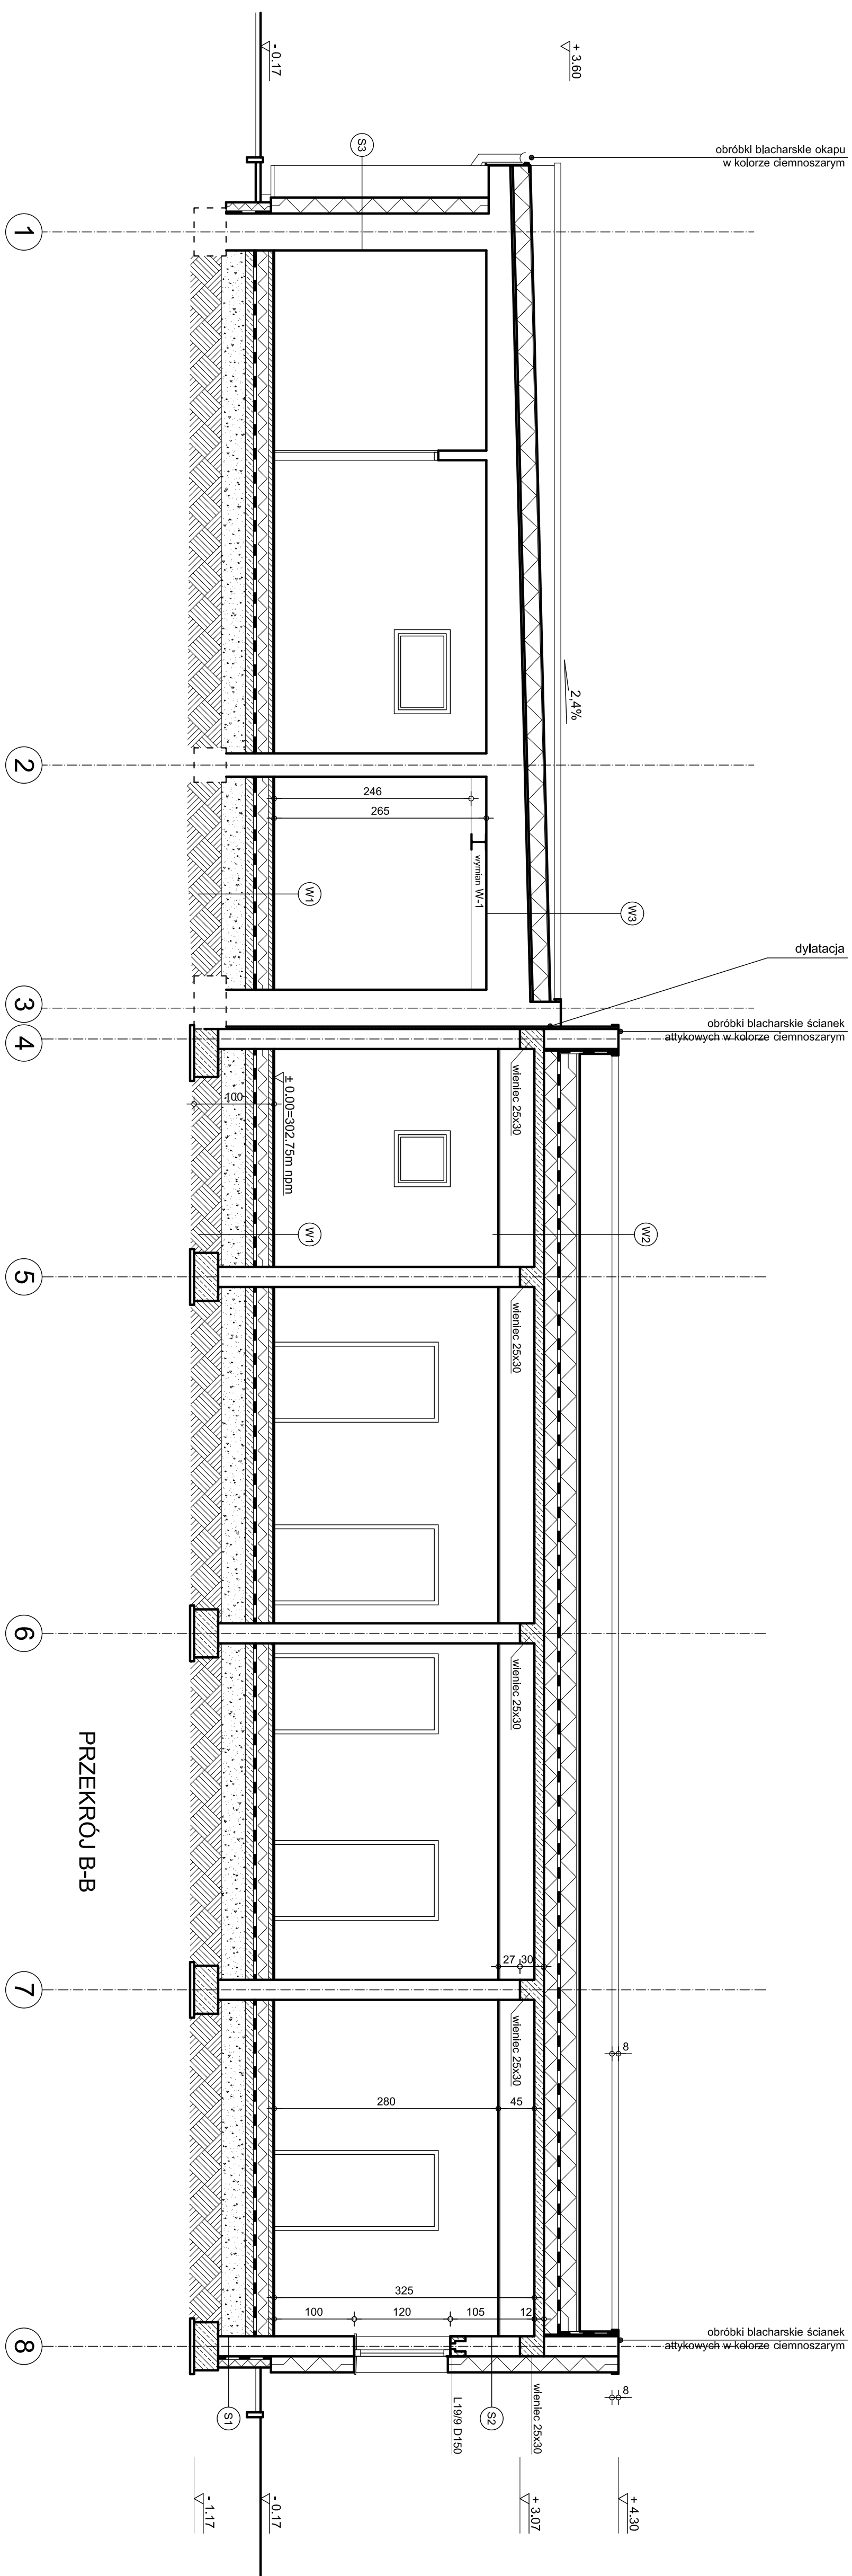 obróbki blacharskie okapu
w kolorze ciemnoszarym
+ 3.60
- 0.17
S3
1
2,4%
2
246
265
wymian W-1
W1
W3
dylatacja
3
obróbki blacharskie ścianek
attykowych w kolorze ciemnoszarym
4
wieniec 25x30
± 0.00=302.75m npm
100
W1
W2
5
wieniec 25x30
6
wieniec 25x30
PRZEKRÓJ B-B
27
30
7
wieniec 25x30
8
280
45
325
100
120
105
12
obróbki blacharskie ścianek
attykowych w kolorze ciemnoszarym
8
8
S1
S2
L19/9 D150
wieniec 25x30
- 1.17
- 0.17
+ 3.07
+ 4.30